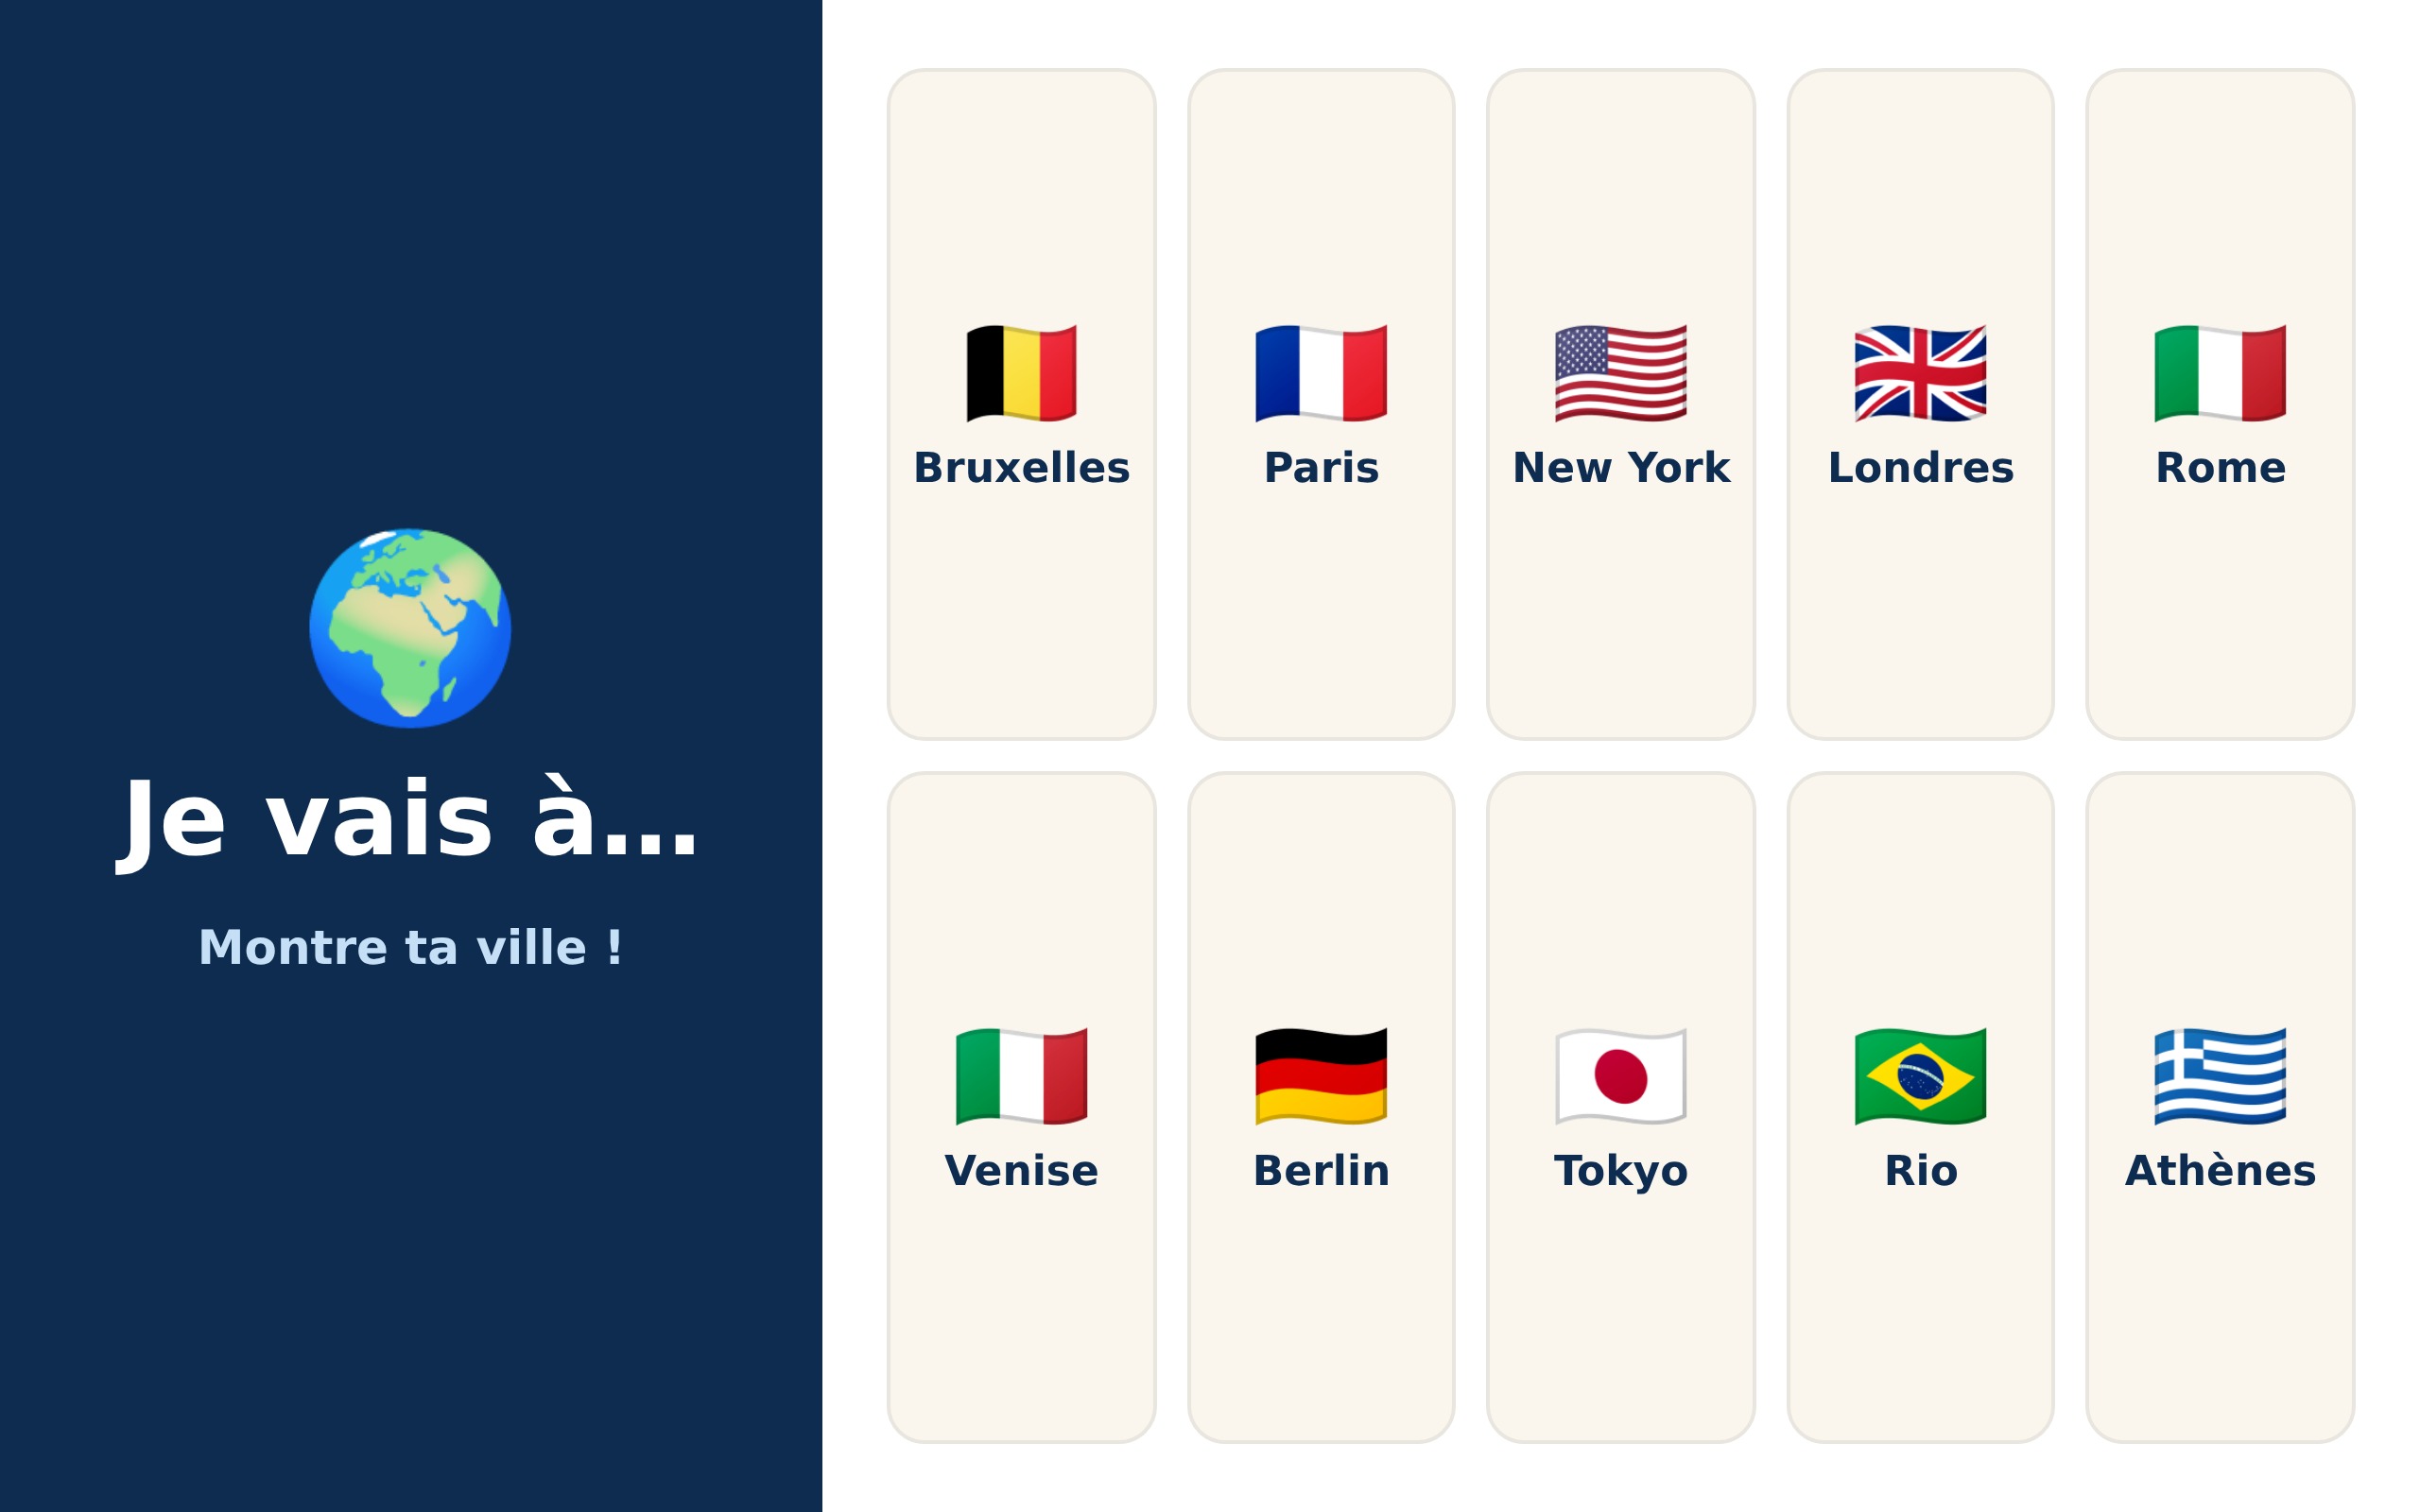 Je vais à…
Montre ta ville !
Bruxelles
Paris
New York
Londres
Rome
Venise
Berlin
Tokyo
Rio
Athènes